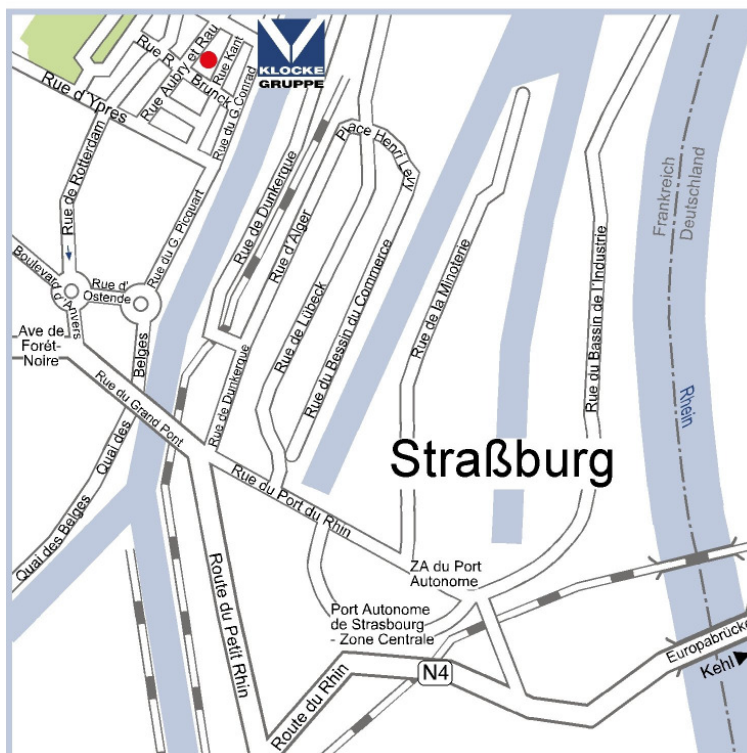 KLOCKE
GRUPPE
Rue Aubry et Rau
Rue Kant
Rue R
Brunck
Rue du G. Conrad
Rue d'Ypres
Rue de Rotterdam
Rue du G. Picquart
Boulevard
d'Anvers
Rue d'
Ostende
Ave de
Forêt-
Noire
Quai des Belges
Quai des Belges
Rue du Grand Pont
Rue de Dunkerque
Rue de Dunkerque
Rue d'Alger
Place Henri Levy
Rue de Lübeck
Rue du Bessin du Commerce
Rue de la Minoterie
Rue du Bassin de l'Industrie
Frankreich
Deutschland
Rhein
Straßburg
Rue du Port du Rhin
ZA du Port
Autonome
Port Autonome
de Strasbourg
- Zone Centrale
Route du Petit Rhin
Route du Rhin
N4
Europabrücke
Kehl